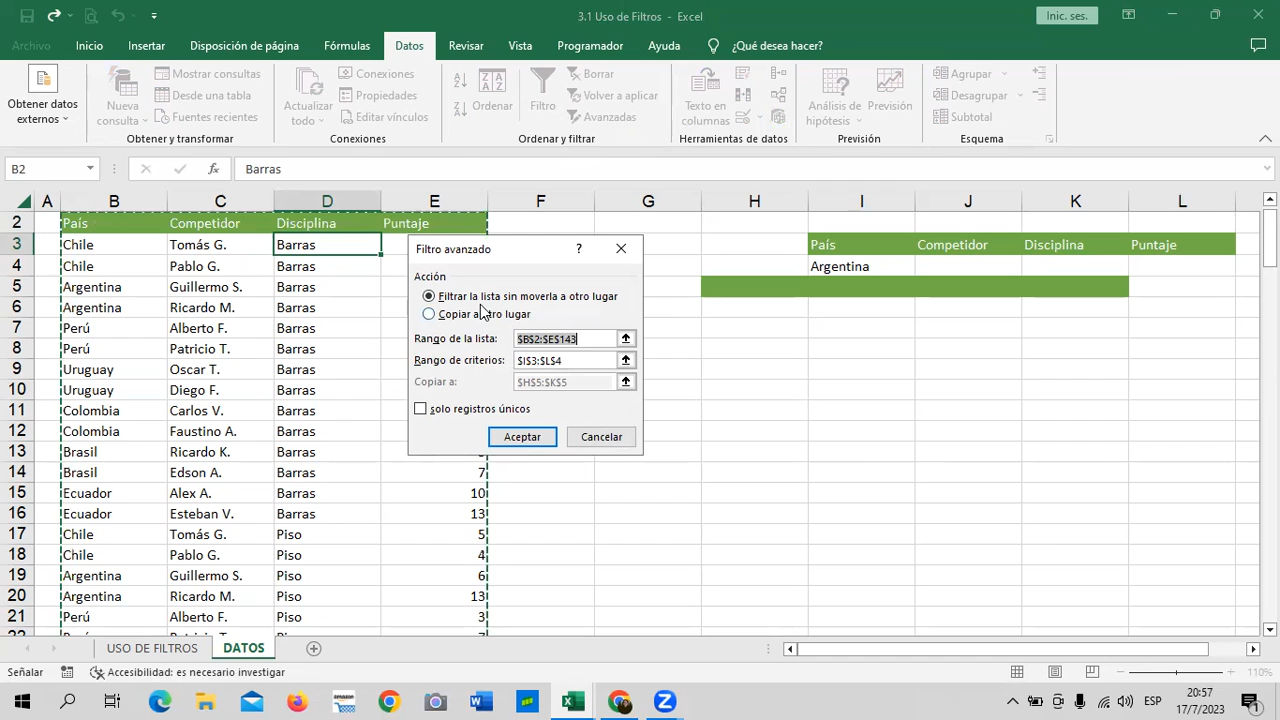 3.1 Uso de Filtros - Excel
Inic. ses.
Archivo Inicio Insertar Disposición de página Fórmulas Datos Revisar Vista Programador Ayuda ¿Qué desea hacer?
Obtener datos externos
Nueva consulta
Mostrar consultas
Desde una tabla
Fuentes recientes
Obtener y transformar
Actualizar todo
Conexiones
Propiedades
Editar vínculos
Conexiones
Ordenar
Filtro
Borrar
Volver a aplicar
Avanzadas
Ordenar y filtrar
Texto en columnas
Herramientas de datos
Análisis de hipótesis
Previsión
Previsión
Agrupar
Desagrupar
Subtotal
Esquema
B2 fx Barras
A B C D E F G H I J K L
2 País Competidor Disciplina Puntaje
3 Chile Tomás G. Barras País Competidor Disciplina Puntaje
4 Chile Pablo G. Barras Argentina
5 Argentina Guillermo S. Barras
6 Argentina Ricardo M. Barras
7 Perú Alberto F. Barras
8 Perú Patricio T. Barras
9 Uruguay Oscar T. Barras
10 Uruguay Diego F. Barras
11 Colombia Carlos V. Barras
12 Colombia Faustino A. Barras
13 Brasil Ricardo K. Barras
14 Brasil Edson A. Barras 7
15 Ecuador Alex A. Barras 10
16 Ecuador Esteban V. Barras 13
17 Chile Tomás G. Piso 5
18 Chile Pablo G. Piso 4
19 Argentina Guillermo S. Piso 6
20 Argentina Ricardo M. Piso 13
21 Perú Alberto F. Piso 3
Filtro avanzado ?
Acción
Filtrar la lista sin moverla a otro lugar
Copiar a otro lugar
Rango de la lista: $B$2:$E$143
Rango de criterios: $I$3:$L$4
Copiar a: $H$5:$K$5
Solo registros únicos
Aceptar Cancelar
USO DE FILTROS DATOS
Señalar Accesibilidad: es necesario investigar 110%
ESP 20:57
17/7/2023